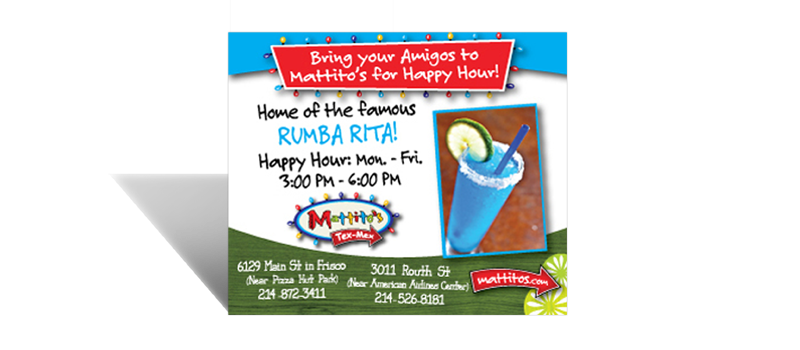 Bring your Amigos to
Mattito's for Happy Hour!
Home of the famous
RUMBA RITA!
Happy Hour: Mon. - Fri.
3:00 PM - 6:00 PM
Mattito's
Tex-Mex
6129 Main St in Frisco
(Near Pizza Hut Park)
214-872-3411
3011 Routh St
(Near American Airlines Center)
214-526-8181
mattitos.com